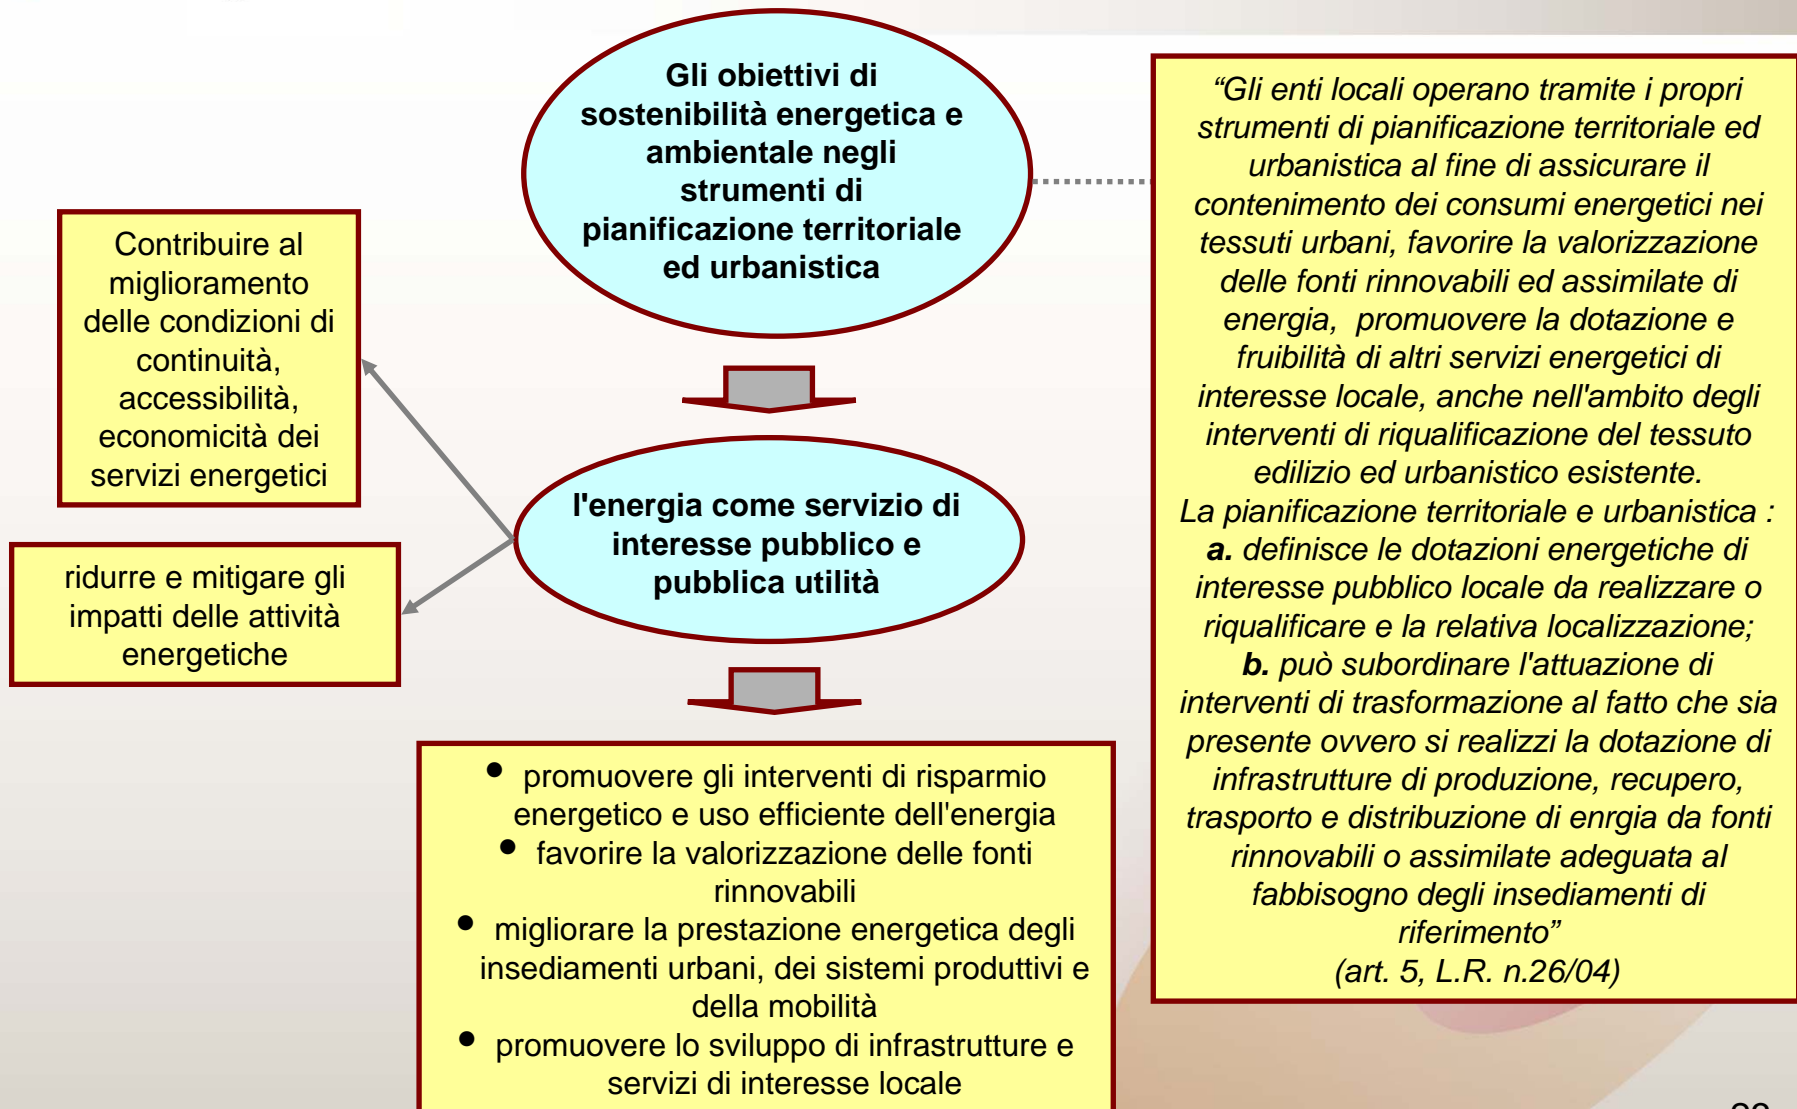 Gli obiettivi di
sostenibilità energetica e
ambientale negli
strumenti di
pianificazione territoriale
ed urbanistica
Contribuire al
miglioramento
delle condizioni di
continuità,
accessibilità,
economicità dei
servizi energetici
l'energia come servizio di
interesse pubblico e
pubblica utilità
ridurre e mitigare gli
impatti delle attività
energetiche
• promuovere gli interventi di risparmio
energetico e uso efficiente dell'energia
• favorire la valorizzazione delle fonti
rinnovabili
• migliorare la prestazione energetica degli
insediamenti urbani, dei sistemi produttivi e
della mobilità
• promuovere lo sviluppo di infrastrutture e
servizi di interesse locale
“Gli enti locali operano tramite i propri
strumenti di pianificazione territoriale ed
urbanistica al fine di assicurare il
contenimento dei consumi energetici nei
tessuti urbani, favorire la valorizzazione
delle fonti rinnovabili ed assimilate di
energia, promuovere la dotazione e
fruibilità di altri servizi energetici di
interesse locale, anche nell'ambito degli
interventi di riqualificazione del tessuto
edilizio ed urbanistico esistente.
La pianificazione territoriale e urbanistica :
a. definisce le dotazioni energetiche di
interesse pubblico locale da realizzare o
riqualificare e la relativa localizzazione;
b. può subordinare l'attuazione di
interventi di trasformazione al fatto che sia
presente ovvero si realizzi la dotazione di
infrastrutture di produzione, recupero,
trasporto e distribuzione di enrgia da fonti
rinnovabili o assimilate adeguata al
fabbisogno degli insediamenti di
riferimento”
(art. 5, L.R. n.26/04)